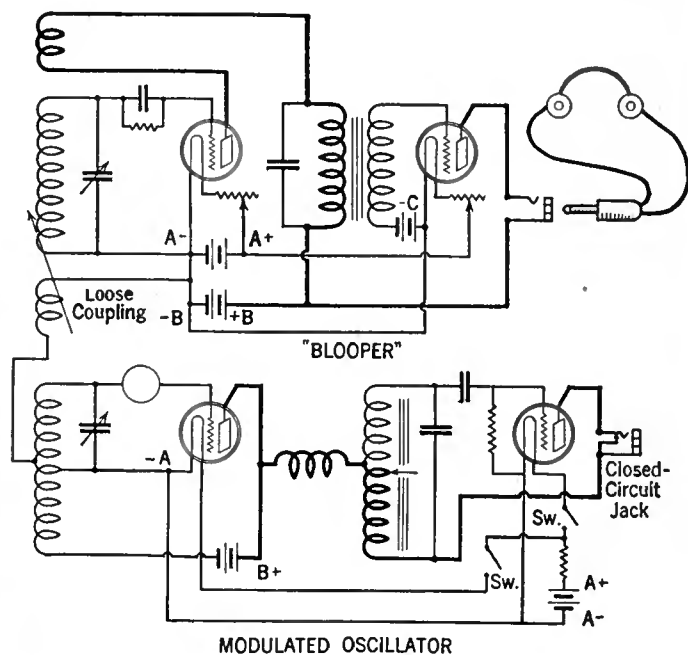 -C
A-
A+
Loose
Coupling
-B
+B
"BLOOPER"
-A
Closed-
Circuit
Jack
Sw.
B+
Sw.
A+
A-
MODULATED OSCILLATOR